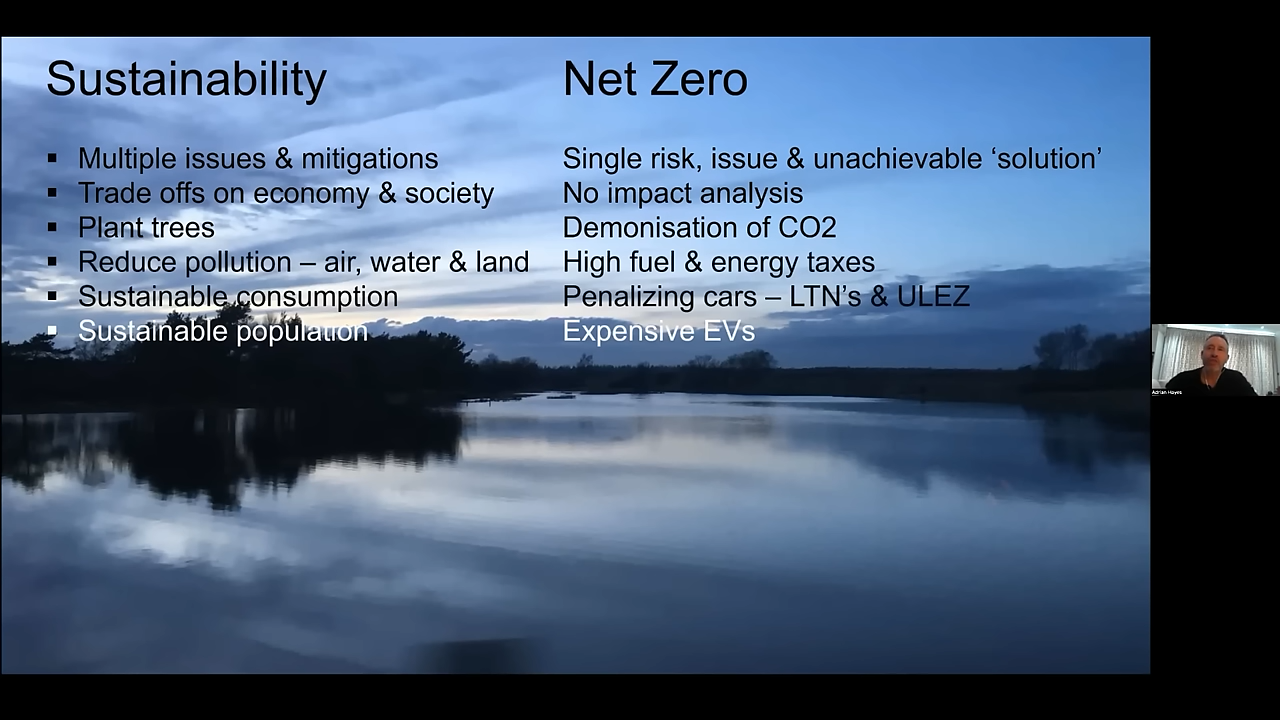 Sustainability
▪ Multiple issues & mitigations
▪ Trade offs on economy & society
▪ Plant trees
▪ Reduce pollution – air, water & land
▪ Sustainable consumption
▪ Sustainable population
Net Zero
Single risk, issue & unachievable ‘solution’
No impact analysis
Demonisation of CO2
High fuel & energy taxes
Penalizing cars – LTN’s & ULEZ
Expensive EVs
Adrian Hayes